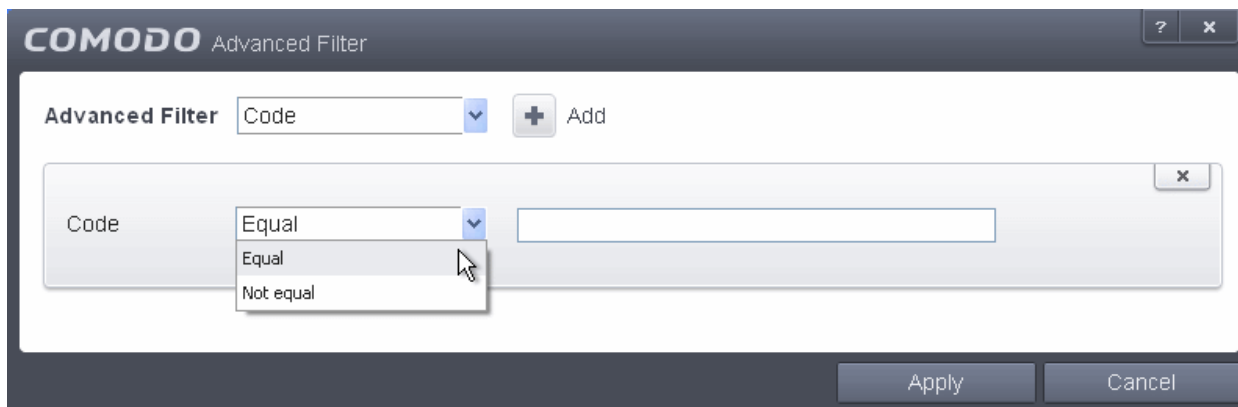 COMODO Advanced Filter ? x
Advanced Filter Code + Add
x
Code Equal
Equal
Not equal
Apply Cancel